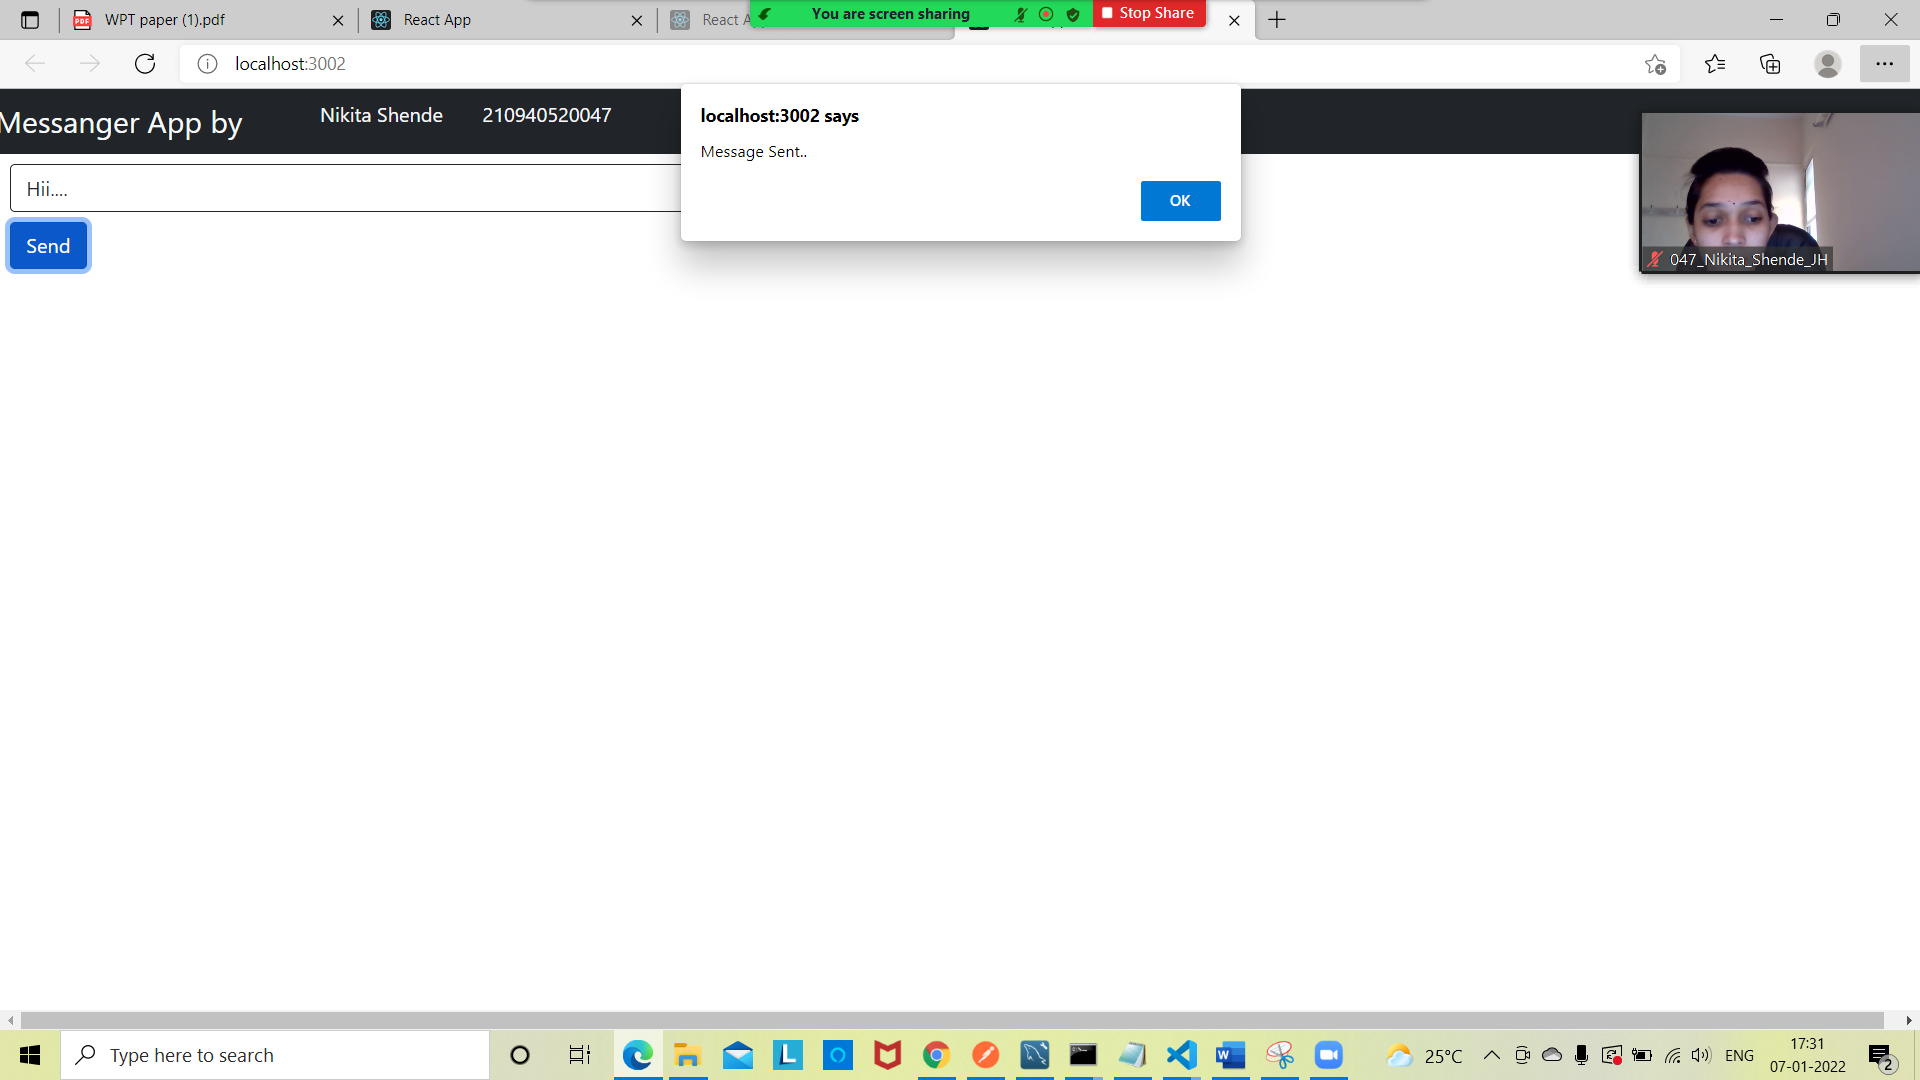 WPT paper (1).pdf
React App
React A
You are screen sharing
Stop Share
localhost:3002
Messanger App by
Nikita Shende
210940520047
localhost:3002 says
Message Sent..
OK
Hii....
Send
047_Nikita_Shende_JH
Type here to search
25°C
ENG
17:31
07-01-2022
2